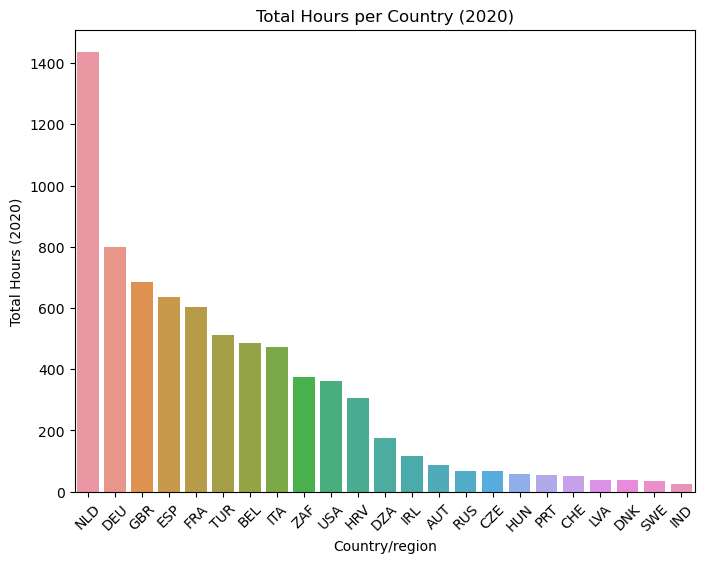 Total Hours per Country (2020)
Total Hours (2020)
1400
1200
1000
800
600
400
200
0
NLD DEU GBR ESP FRA TUR BEL ITA ZAF USA HRV DZA IRL AUT RUS CZE HUN PRT CHE LVA DNK SWE IND
Country/region